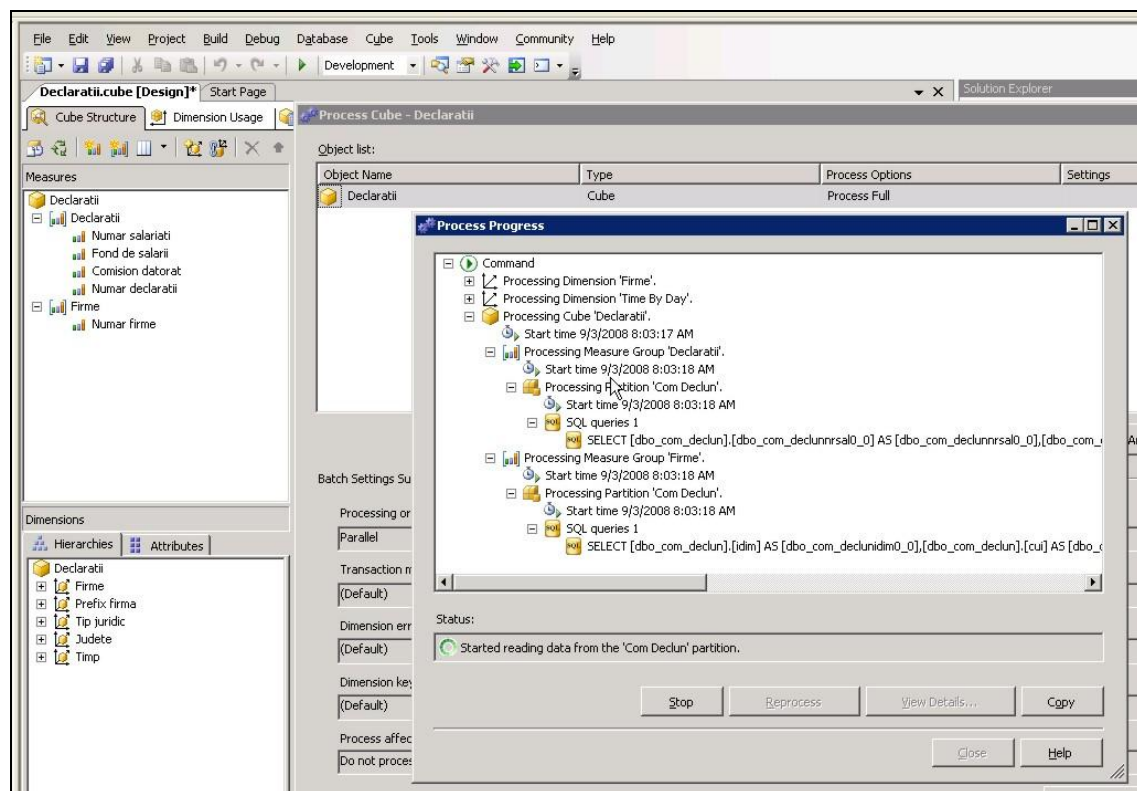 File Edit View Project Build Debug Database Cube Tools Window Community Help
Development
Declaratii.cube [Design]* Start Page
Solution Explorer
Cube Structure Dimension Usage
Process Cube - Declaratii
Object list:
Measures
Object Name Type Process Options Settings
Declaratii Cube Process Full
Declaratii
Declaratii
Numar salariati
Fond de salarii
Comision datorat
Numar declaratii
Firme
Numar firme
Process Progress
Command
Processing Dimension 'Firme'.
Processing Dimension 'Time By Day'.
Processing Cube 'Declaratii'.
Start time 9/3/2008 8:03:17 AM
Processing Measure Group 'Declaratii'.
Start time 9/3/2008 8:03:18 AM
Processing Partition 'Com Declun'.
Start time 9/3/2008 8:03:18 AM
SQL queries 1
SELECT [dbo_com_declun].[dbo_com_declunnrsal0_0] AS [dbo_com_declunnrsal0_0],[dbo_com_
Processing Measure Group 'Firme'.
Start time 9/3/2008 8:03:18 AM
Processing Partition 'Com Declun'.
Start time 9/3/2008 8:03:18 AM
SQL queries 1
SELECT [dbo_com_declun].[idim] AS [dbo_com_declunidim0_0],[dbo_com_declun].[cui] AS [dbo_
Batch Settings Su
Processing or
Parallel
Transaction m
(Default)
Dimension err
(Default)
Dimension key
(Default)
Process affec
Do not proces
Status:
Started reading data from the 'Com Declun' partition.
Stop Reprocess View Details... Copy
Close Help
Dimensions
Hierarchies Attributes
Declaratii
Firme
Prefix firma
Tip juridic
Judete
Timp